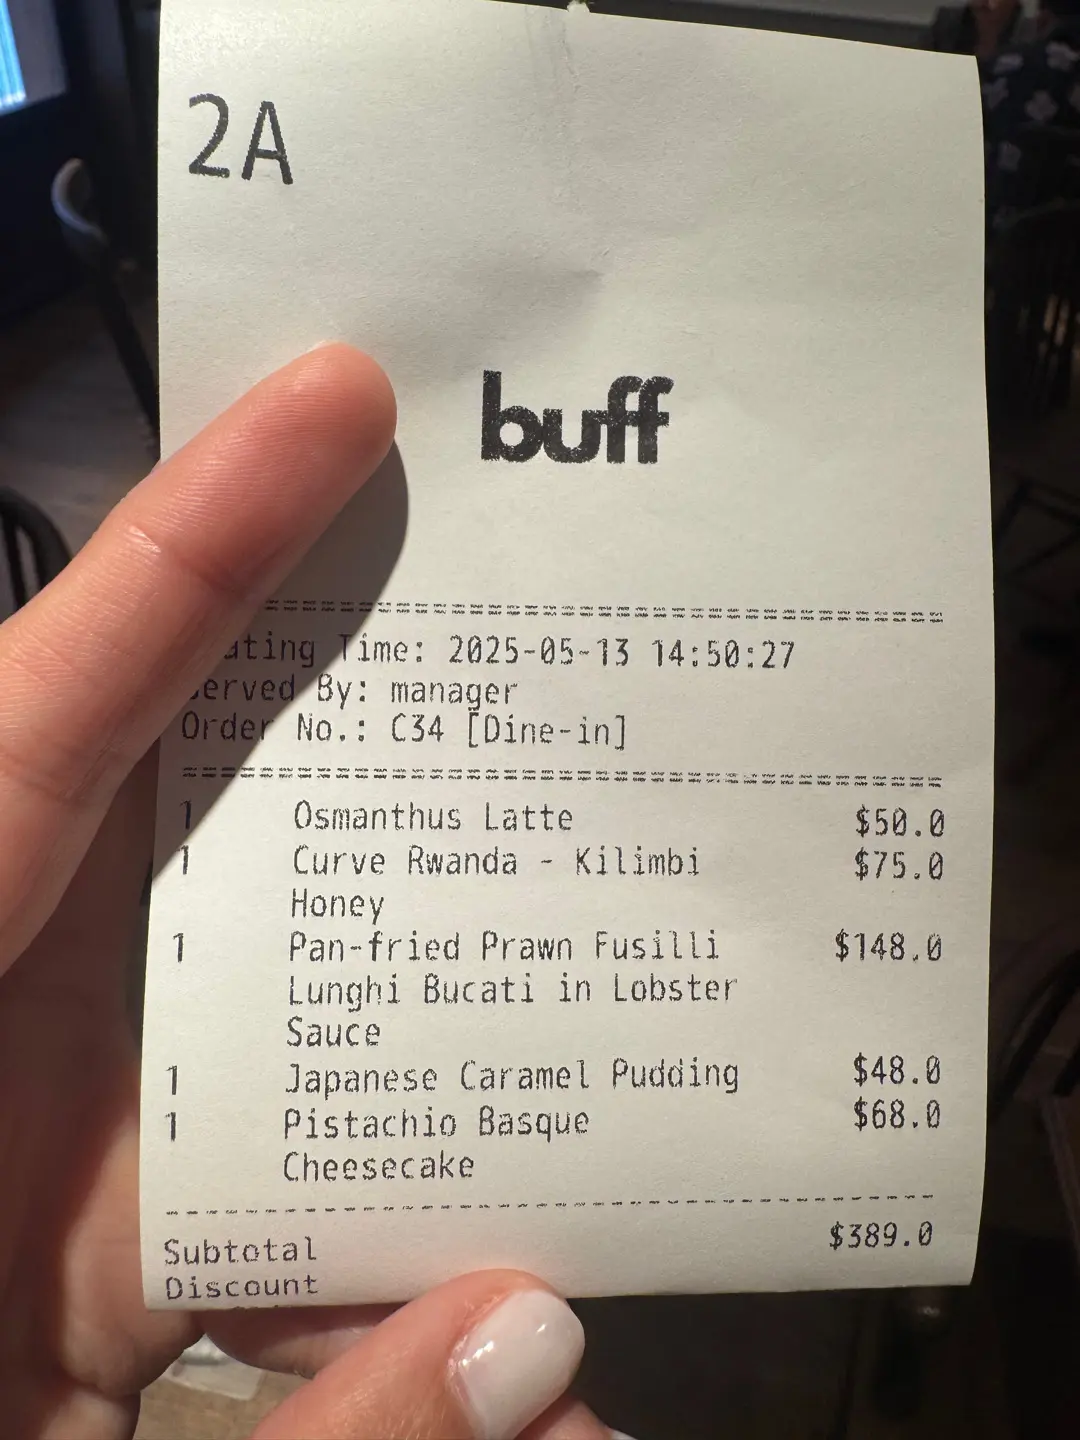 2A
buff
Time: 2025-05-13 14:50:27
By: manager
Order No.: C34 [Dine-in]
1 Osmanthus Latte $50.0
1 Curve Rwanda - Kilimbi $75.0
Honey
1 Pan-fried Prawn Fusilli $148.0
Lunghi Bucati in Lobster
Sauce
1 Japanese Caramel Pudding $48.0
1 Pistachio Basque $68.0
Cheesecake
Subtotal $389.0
Discount